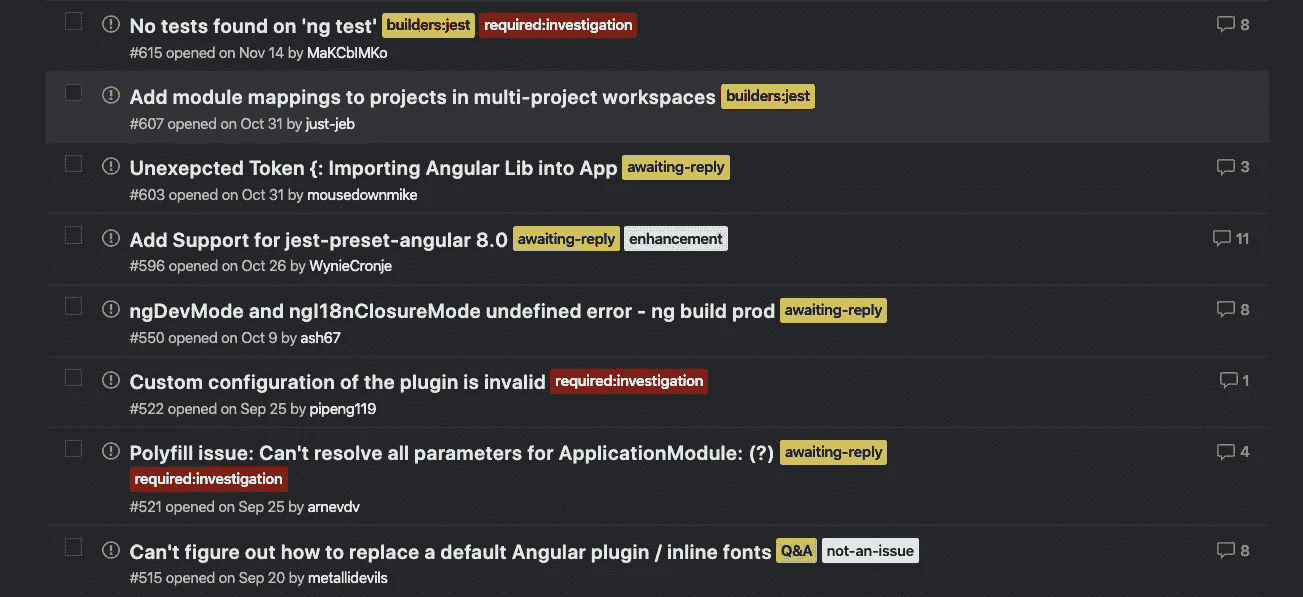 No tests found on 'ng test' builders:jest required:investigation 8
#615 opened on Nov 14 by MaKCbIMKo
Add module mappings to projects in multi-project workspaces builders:jest
#607 opened on Oct 31 by just-jeb
Unexepcted Token {: Importing Angular Lib into App awaiting-reply 3
#603 opened on Oct 31 by mousedownmike
Add Support for jest-preset-angular 8.0 awaiting-reply enhancement 11
#596 opened on Oct 26 by WynieCronje
ngDevMode and ngI18nClosureMode undefined error - ng build prod awaiting-reply 8
#550 opened on Oct 9 by ash67
Custom configuration of the plugin is invalid required:investigation 1
#522 opened on Sep 25 by pipeng119
Polyfill issue: Can't resolve all parameters for ApplicationModule: (?) awaiting-reply 4
required:investigation
#521 opened on Sep 25 by arnevdv
Can't figure out how to replace a default Angular plugin / inline fonts Q&A not-an-issue 8
#515 opened on Sep 20 by metallidevils